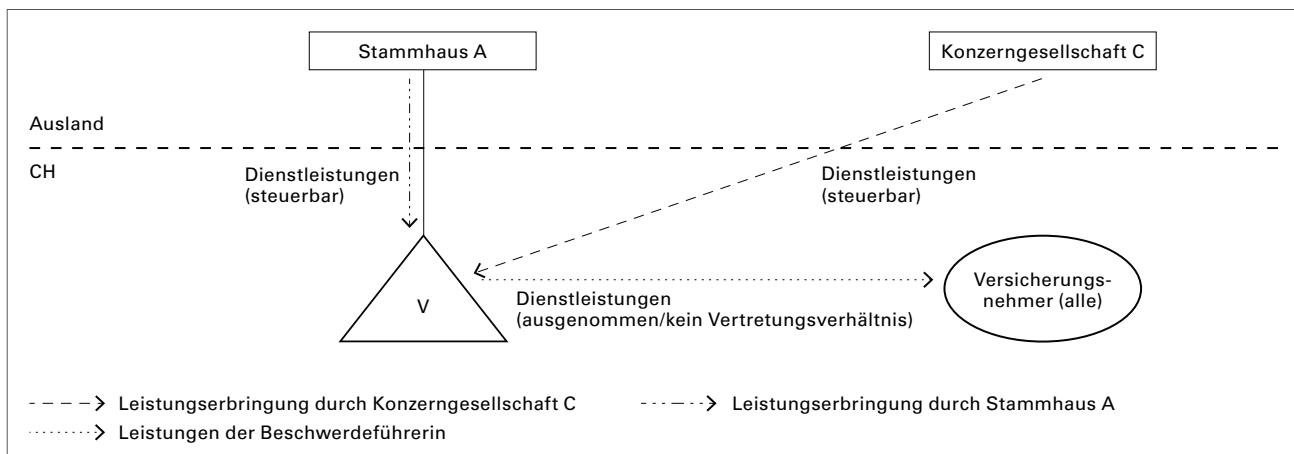 Stammhaus A
Konzerngesellschaft C
Ausland
CH
Dienstleistungen
(steuerbar)
Dienstleistungen
(steuerbar)
V
Dienstleistungen
(ausgenommen/kein Vertretungsverhältnis)
Versicherungs-
nehmer (alle)
Leistungserbringung durch Konzerngesellschaft C
Leistungserbringung durch Stammhaus A
Leistungen der Beschwerdeführerin